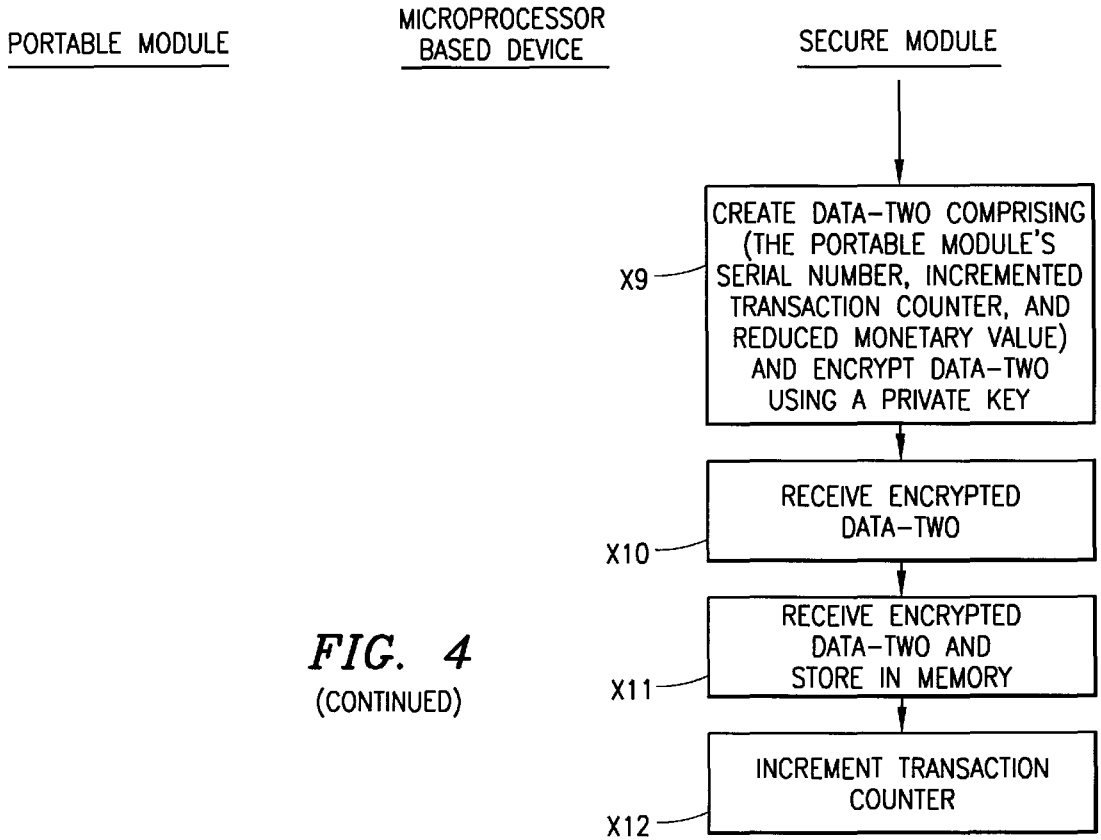 PORTABLE MODULE
MICROPROCESSOR
BASED DEVICE
SECURE MODULE
CREATE DATA-TWO COMPRISING
(THE PORTABLE MODULE'S
SERIAL NUMBER, INCREMENTED
TRANSACTION COUNTER, AND
REDUCED MONETARY VALUE)
AND ENCRYPT DATA-TWO
USING A PRIVATE KEY
X9
RECEIVE ENCRYPTED
DATA-TWO
X10
RECEIVE ENCRYPTED
DATA-TWO AND
STORE IN MEMORY
X11
FIG. 4
(CONTINUED)
INCREMENT TRANSACTION
COUNTER
X12